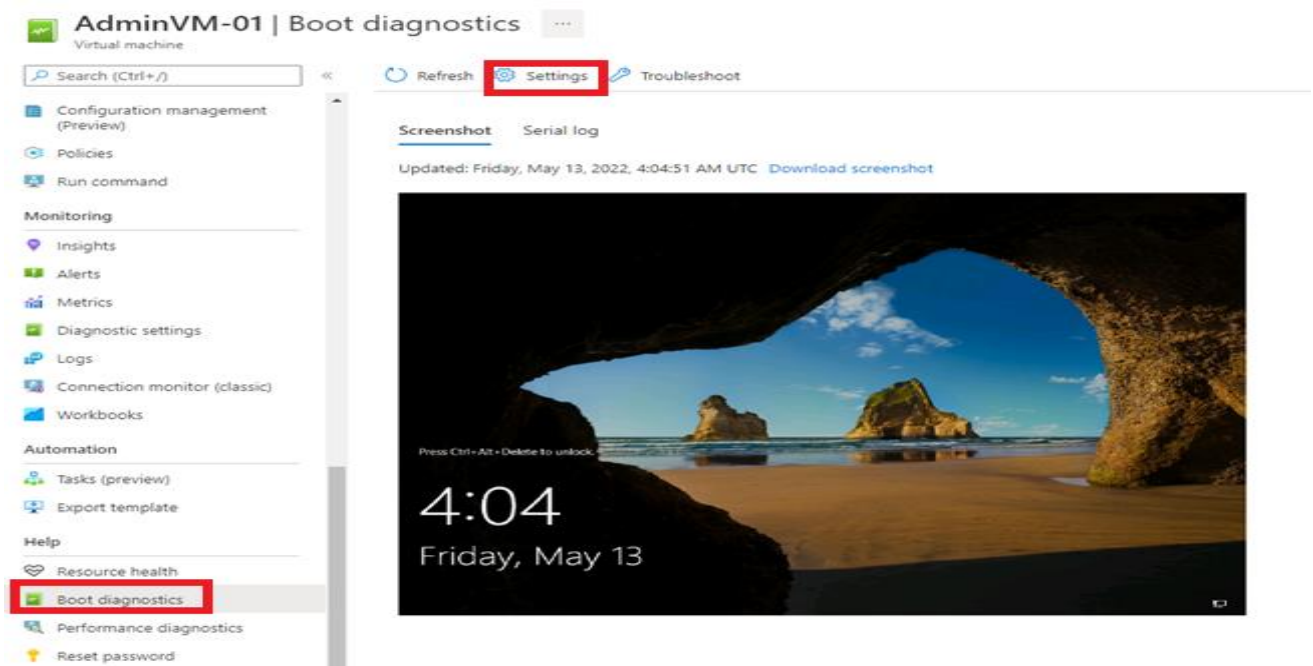 AdminVM-01 | Boot diagnostics ...
Virtual machine
Search (Ctrl+/)
«
Refresh Settings Troubleshoot
Configuration management
(Preview)
Policies
Run command
Monitoring
Insights
Alerts
Metrics
Diagnostic settings
Logs
Connection monitor (classic)
Workbooks
Automation
Tasks (preview)
Export template
Help
Resource health
Boot diagnostics
Performance diagnostics
Reset password
Screenshot Serial log
Updated: Friday, May 13, 2022, 4:04:51 AM UTC Download screenshot
Press Ctrl+Alt+Delete to unlock.
4:04
Friday, May 13